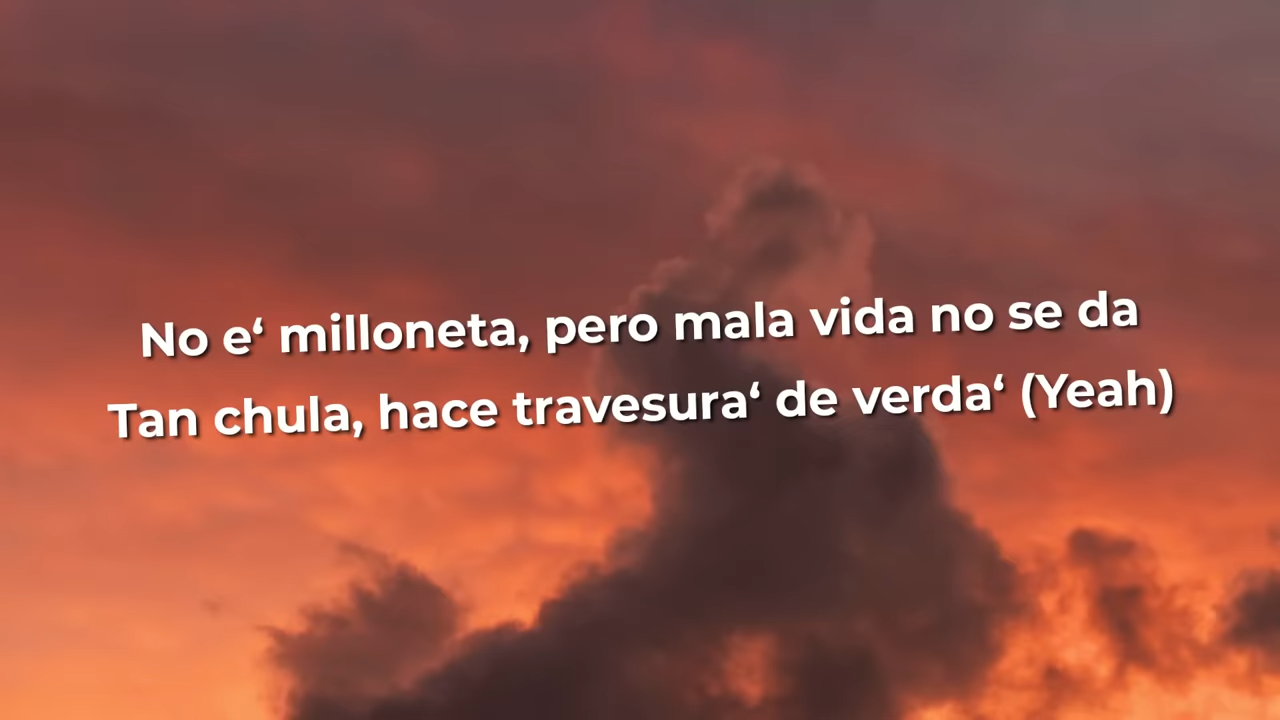 No e‘ milloneta, pero mala vida no se da
Tan chula, hace travesura‘ de verda‘ (Yeah)